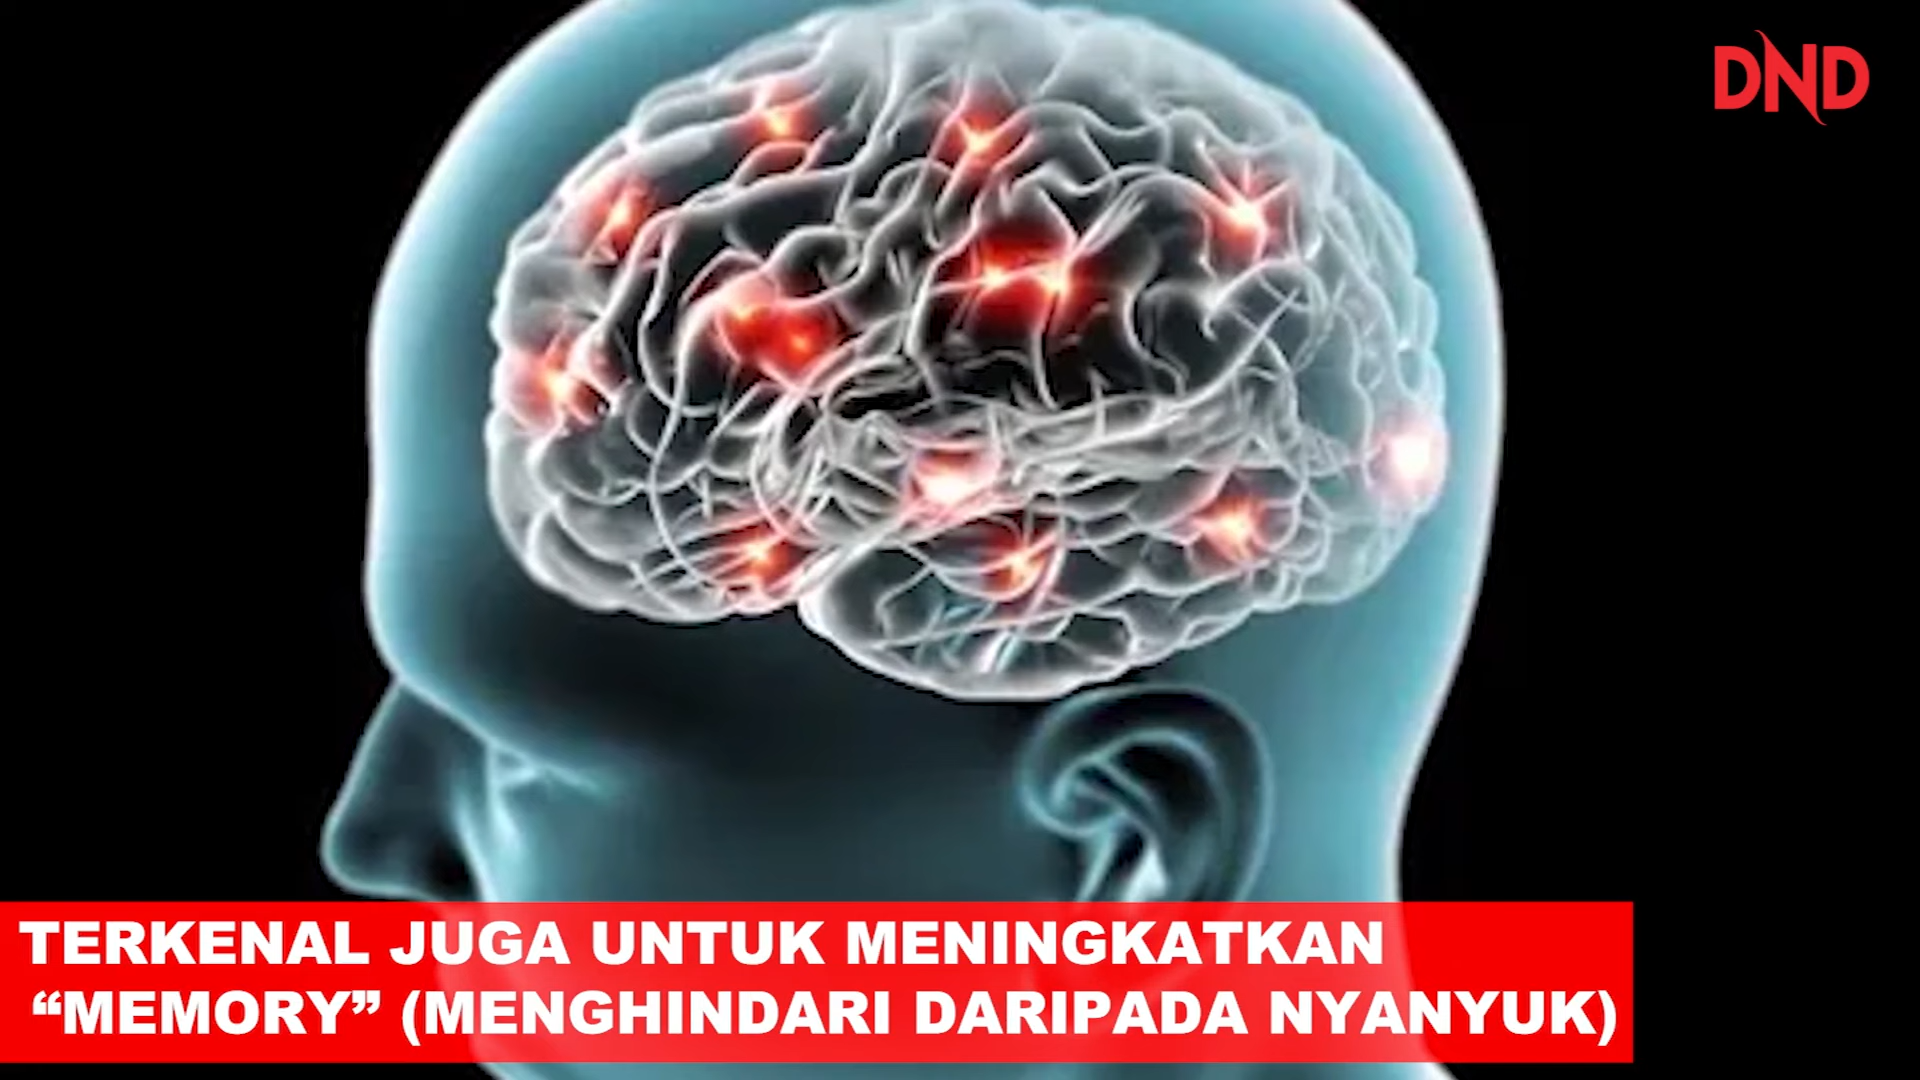 DND
TERKENAL JUGA UNTUK MENINGKATKAN
“MEMORY” (MENGHINDARI DARIPADA NYANYUK)